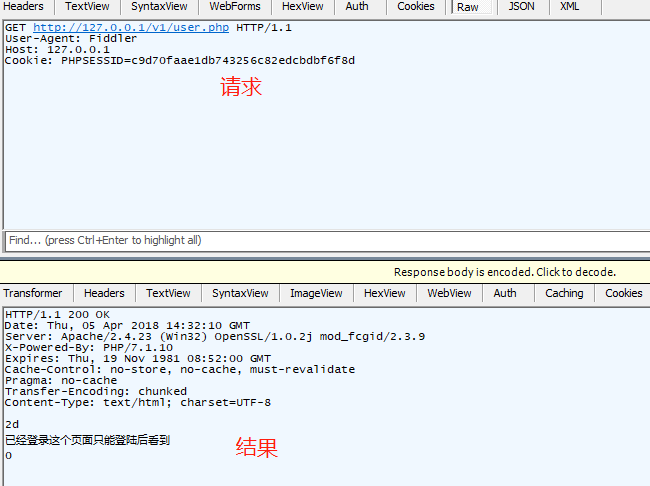 Headers TextView SyntaxView WebForms HexView Auth Cookies Raw JSON XML
GET http://127.0.0.1/v1/user.php HTTP/1.1
User-Agent: Fiddler
Host: 127.0.0.1
Cookie: PHPSESSID=c9d70faae1db743256c82edcbdbf6f8d
请求
Find... (press Ctrl+Enter to highlight all)
Response body is encoded. Click to decode.
Transformer Headers TextView SyntaxView ImageView HexView WebView Auth Caching Cookies
HTTP/1.1 200 OK
Date: Thu, 05 Apr 2018 14:32:10 GMT
Server: Apache/2.4.23 (Win32) OpenSSL/1.0.2j mod_fcgid/2.3.9
X-Powered-By: PHP/7.1.10
Expires: Thu, 19 Nov 1981 08:52:00 GMT
Cache-Control: no-store, no-cache, must-revalidate
Pragma: no-cache
Transfer-Encoding: chunked
Content-Type: text/html; charset=UTF-8
2d
已经登录这个页面只能登陆后看到
结果
0